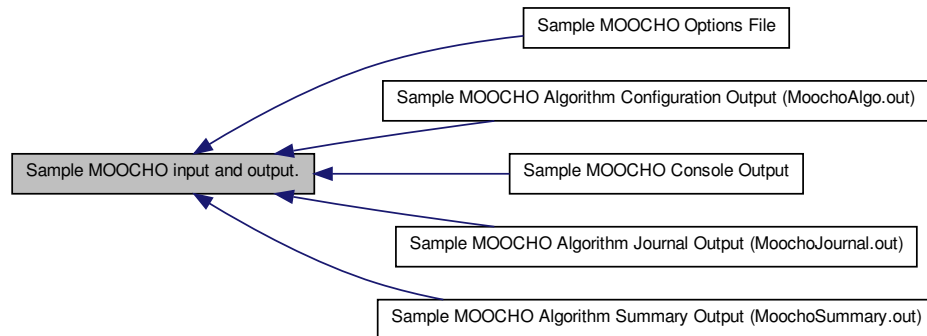 Sample MOOCHO Options File
Sample MOOCHO Algorithm Configuration Output (MoochoAlgo.out)
Sample MOOCHO input and output.
Sample MOOCHO Console Output
Sample MOOCHO Algorithm Journal Output (MoochoJournal.out)
Sample MOOCHO Algorithm Summary Output (MoochoSummary.out)